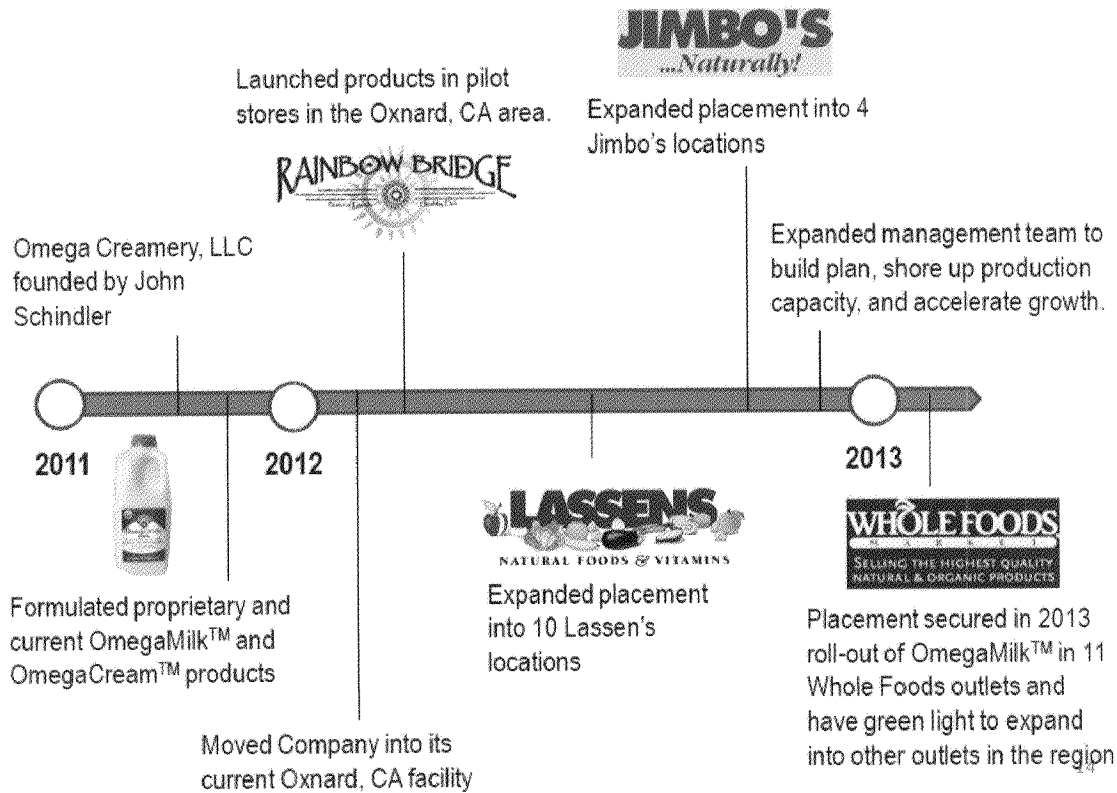 JIMBO'S
...Naturally!
Launched products in pilot
stores in the Oxnard, CA area.
Expanded placement into 4
Jimbo's locations
RAINBOW BRIDGE
Omega Creamery, LLC
founded by John
Schindler
Expanded management team to
build plan, shore up production
capacity, and accelerate growth.
2011
2012
2013
LASSENS
NATURAL FOODS & VITAMINS
WHOLE FOODS
MARKET
SELLING THE HIGHEST QUALITY
NATURAL & ORGANIC PRODUCTS
Formulated proprietary and
current OmegaMilk™ and
OmegaCream™ products
Expanded placement
into 10 Lassen's
locations
Placement secured in 2013
roll-out of OmegaMilk™ in 11
Whole Foods outlets and
have green light to expand
into other outlets in the region
14
Moved Company into its
current Oxnard, CA facility